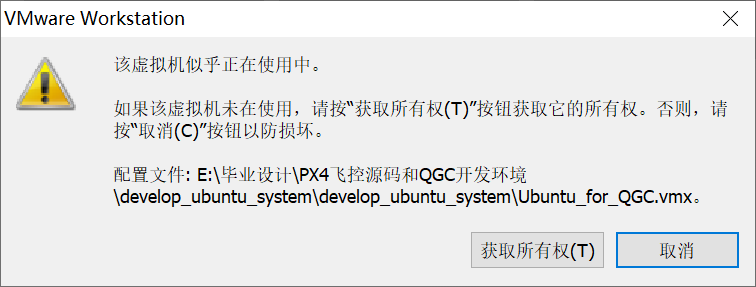 VMware Workstation
该虚拟机似乎正在使用中。
如果该虚拟机未在使用，请按“获取所有权(T)”按钮获取它的所有权。否则，请
按“取消(C)”按钮以防损坏。
配置文件: E:\毕业设计\PX4飞控源码和QGC开发环境
\develop_ubuntu_system\develop_ubuntu_system\Ubuntu_for_QGC.vmx。
获取所有权(T)
取消